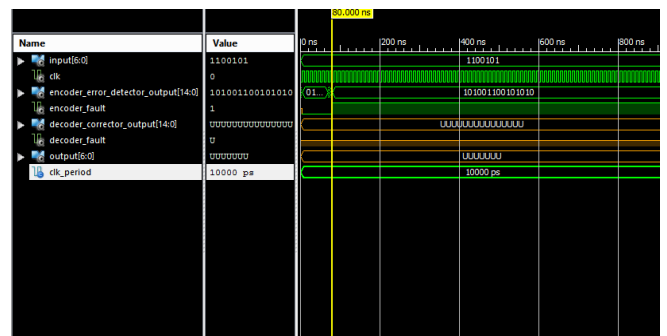 80.000 ns
Name Value 0 ns 200 ns 400 ns 600 ns 800 ns
input[6:0] 1100101 1100101
clk 0
encoder_error_detector_output[14:0] 101001100101010 01... 101001100101010
encoder_fault 1
decoder_corrector_output[14:0] UUUUUUUUUUUUUUU UUUUUUUUUUUUUUU
decoder_fault U
output[6:0] UUUUUUU UUUUUUU
clk_period 10000 ps 10000 ps